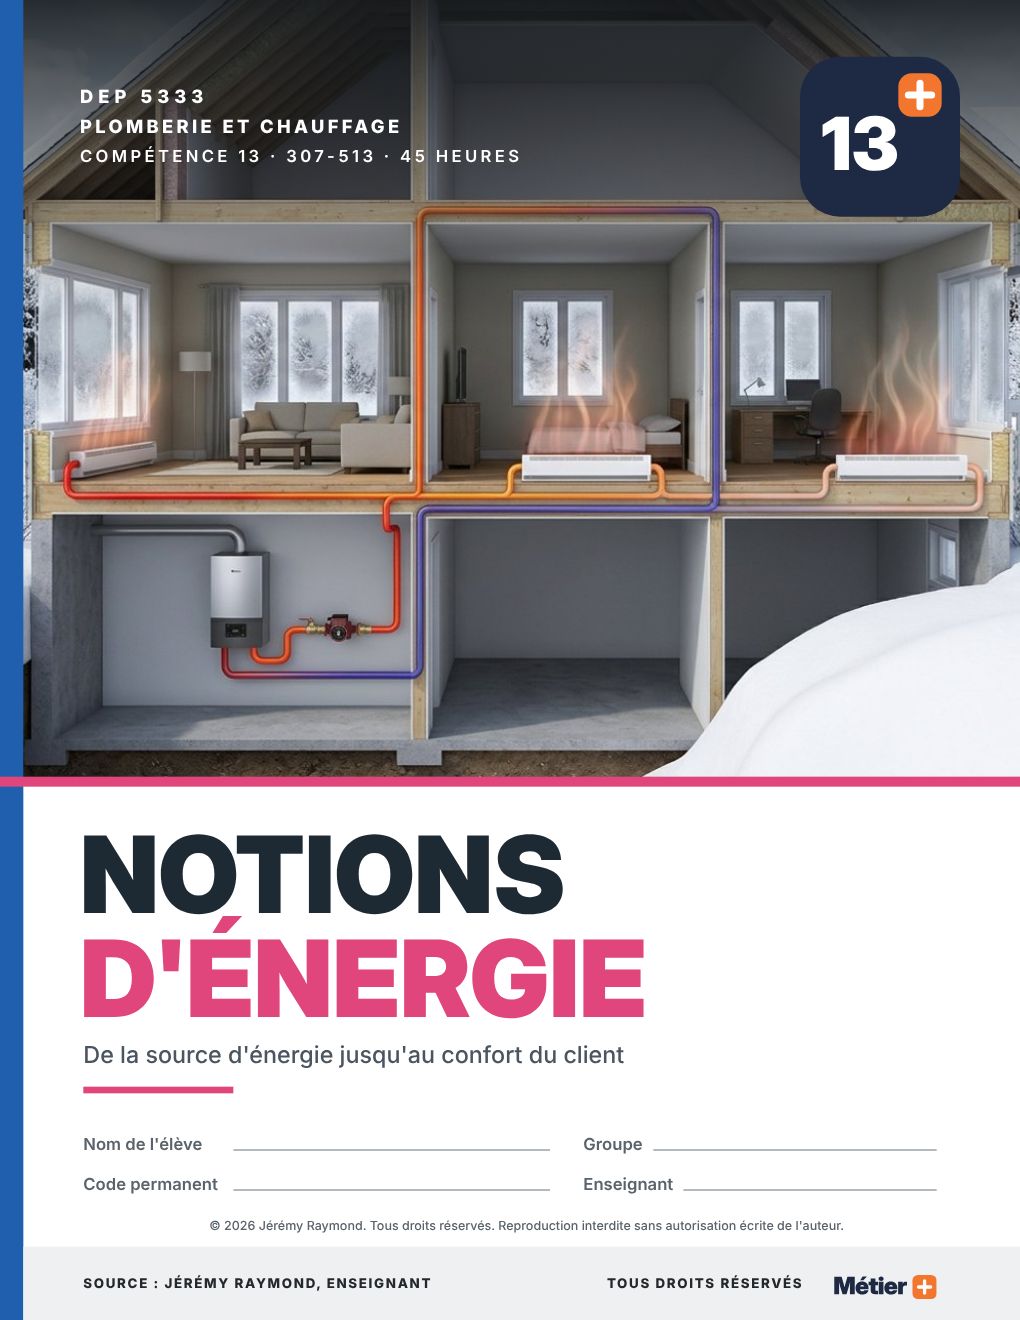 DEP 5333
PLOMBERIE ET CHAUFFAGE
COMPÉTENCE 13 · 307-513 · 45 HEURES
13+
NOTIONS
D'ÉNERGIE
De la source d'énergie jusqu'au confort du client
Nom de l'élève
Groupe
Code permanent
Enseignant
© 2026 Jérémy Raymond. Tous droits réservés. Reproduction interdite sans autorisation écrite de l'auteur.
SOURCE : JÉRÉMY RAYMOND, ENSEIGNANT
TOUS DROITS RÉSERVÉS
Métier+